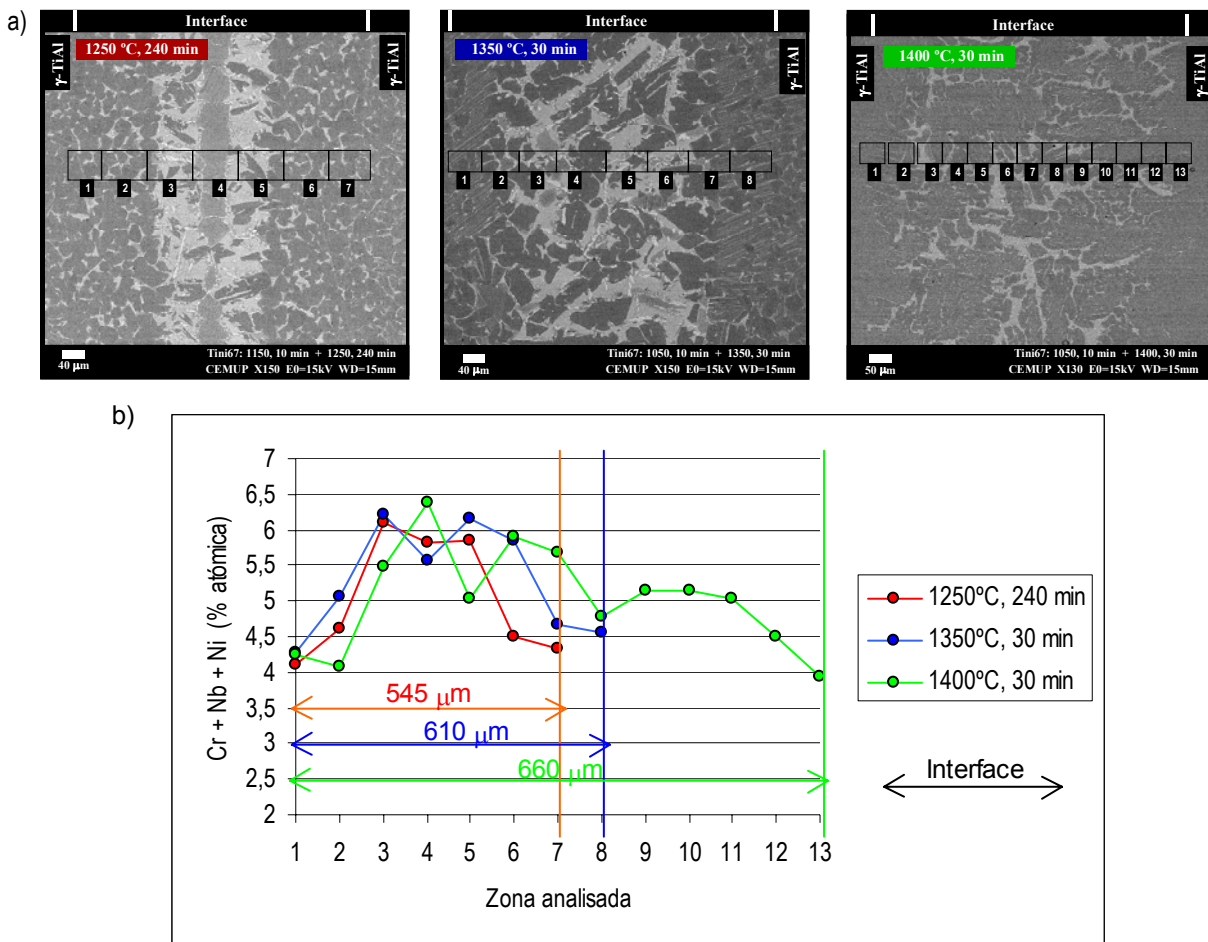 a)
Interface
1250 ºC, 240 min
γ-TiAl
γ-TiAl
1 2 3 4 5 6 7
40 μm
Tini67: 1150, 10 min + 1250, 240 min
CEMUP X150 E0=15kV WD=15mm
Interface
1350 ºC, 30 min
γ-TiAl
1 2 3 4 5 6 7 8
40 μm
Tini67: 1050, 10 min + 1350, 30 min
CEMUP X150 E0=15kV WD=15mm
Interface
γ-TiAl
1400 ºC, 30 min
γ-TiAl
1 2 3 4 5 6 7 8 9 10 11 12 13
50 μm
Tini67: 1050, 10 min + 1400, 30 min
CEMUP X130 E0=15kV WD=15mm
b)
Cr + Nb + Ni (% atómica)
7
6,5
6
5,5
5
4,5
4
3,5
3
2,5
2
545 μm
610 μm
660 μm
1 2 3 4 5 6 7 8 9 10 11 12 13
Zona analisada
1250ºC, 240 min
1350ºC, 30 min
1400ºC, 30 min
Interface